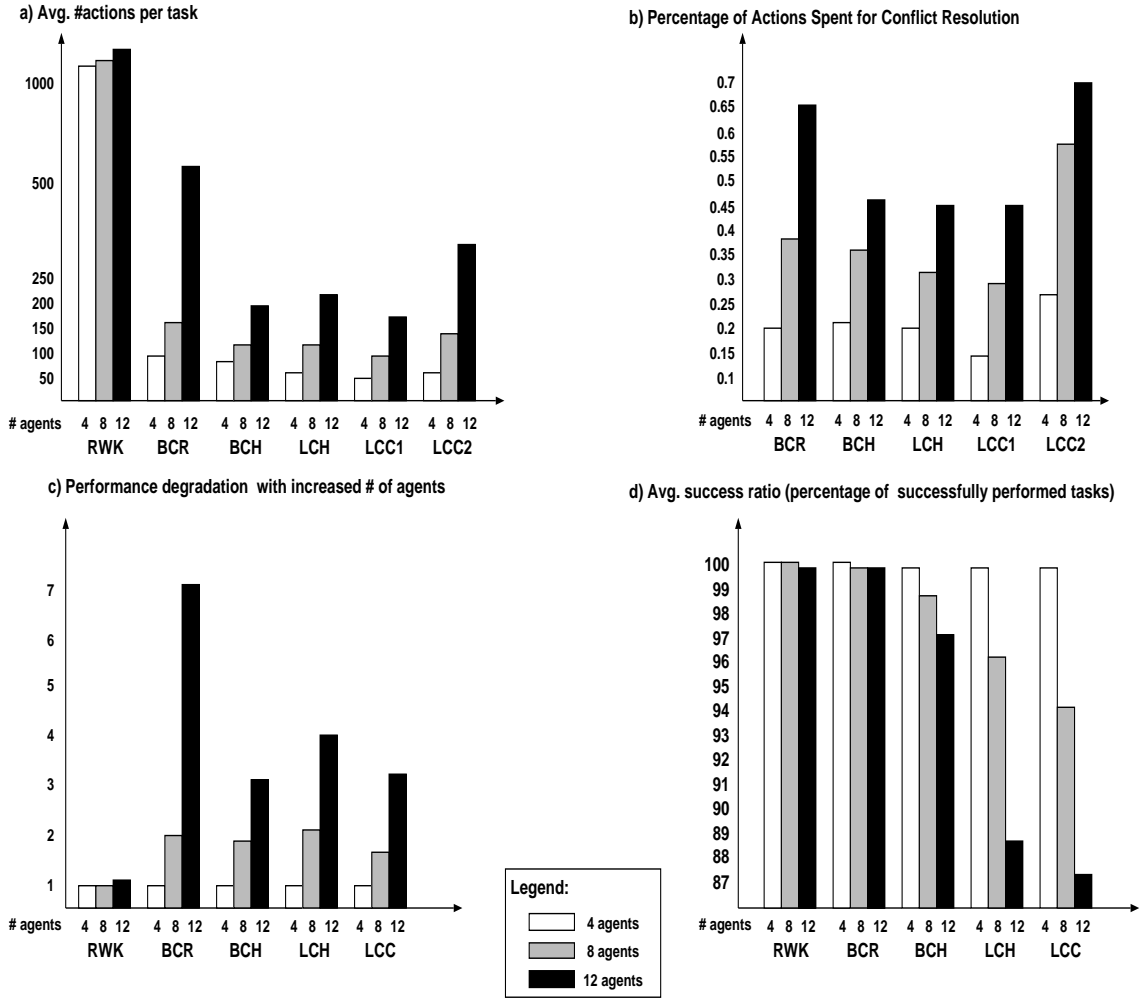 a) Avg. #actions per task
1000
500
250
200
150
100
50
# agents 4 8 12 4 8 12 4 8 12 4 8 12 4 8 12 4 8 12
RWK BCR BCH LCH LCC1 LCC2
b) Percentage of Actions Spent for Conflict Resolution
0.7
0.65
0.6
0.55
0.5
0.45
0.4
0.35
0.3
0.25
0.2
0.15
0.1
# agents 4 8 12 4 8 12 4 8 12 4 8 12 4 8 12
BCR BCH LCH LCC1 LCC2
c) Performance degradation with increased # of agents
7
6
5
4
3
2
1
# agents 4 8 12 4 8 12 4 8 12 4 8 12 4 8 12
RWK BCR BCH LCH LCC
Legend:
4 agents
8 agents
12 agents
d) Avg. success ratio (percentage of successfully performed tasks)
100
99
98
97
96
95
94
93
92
91
90
89
88
87
# agents 4 8 12 4 8 12 4 8 12 4 8 12 4 8 12
RWK BCR BCH LCH LCC